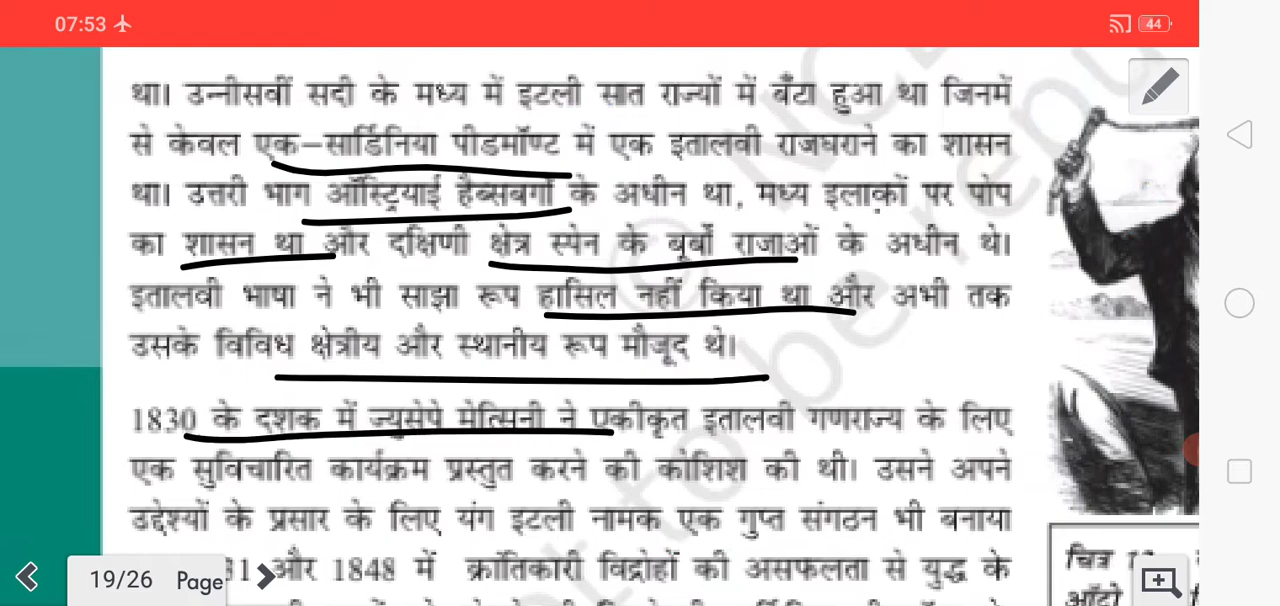 07:53
44
था। उन्नीसवीं सदी के मध्य में इटली सात राज्यों में बँटा हुआ था जिनमें
से केवल एक–सार्डिनिया पीडमॉण्ट में एक इतालवी राजघराने का शासन
था। उत्तरी भाग ऑस्ट्रियाई हैब्सबर्गों के अधीन था, मध्य इलाकों पर पोप
का शासन था और दक्षिणी क्षेत्र स्पेन के बूर्बों राजाओं के अधीन थे।
इतालवी भाषा ने भी साझा रूप हासिल नहीं किया था और अभी तक
उसके विविध क्षेत्रीय और स्थानीय रूप मौजूद थे।
1830 के दशक में ज्युसेपे मेत्सिनी ने एकीकृत इतालवी गणराज्य के लिए
एक सुविचारित कार्यक्रम प्रस्तुत करने की कोशिश की थी। उसने अपने
उद्देश्यों के प्रसार के लिए यंग इटली नामक एक गुप्त संगठन भी बनाया
और 1848 में क्रांतिकारी विद्रोहों की असफलता से युद्ध के
19/26 Page
चित्र
ऑटो